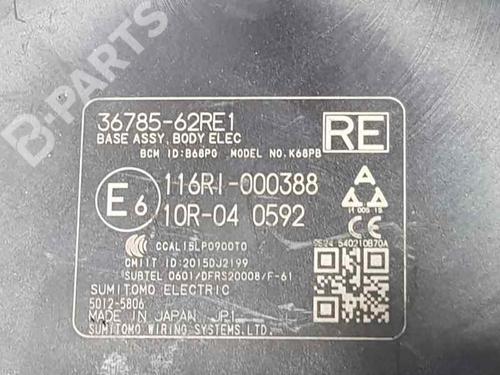 B-PARTS
36785-62RE1
BASE ASSY, BODY ELEC
BCM ID:B68P0 MODEL NO.K68PB
RE
E6
116RI-000388
10R-04 0592
A
CCAL15LP0900T0
CMIIT ID:2015DJ2199
SUBTEL 0601/DFRS20008/F-61
SUMITOMO ELECTRIC
5012-5806
MADE IN JAPAN JP1
SUMITOMO WIRING SYSTEMS,LTD.
CE
540210B70A